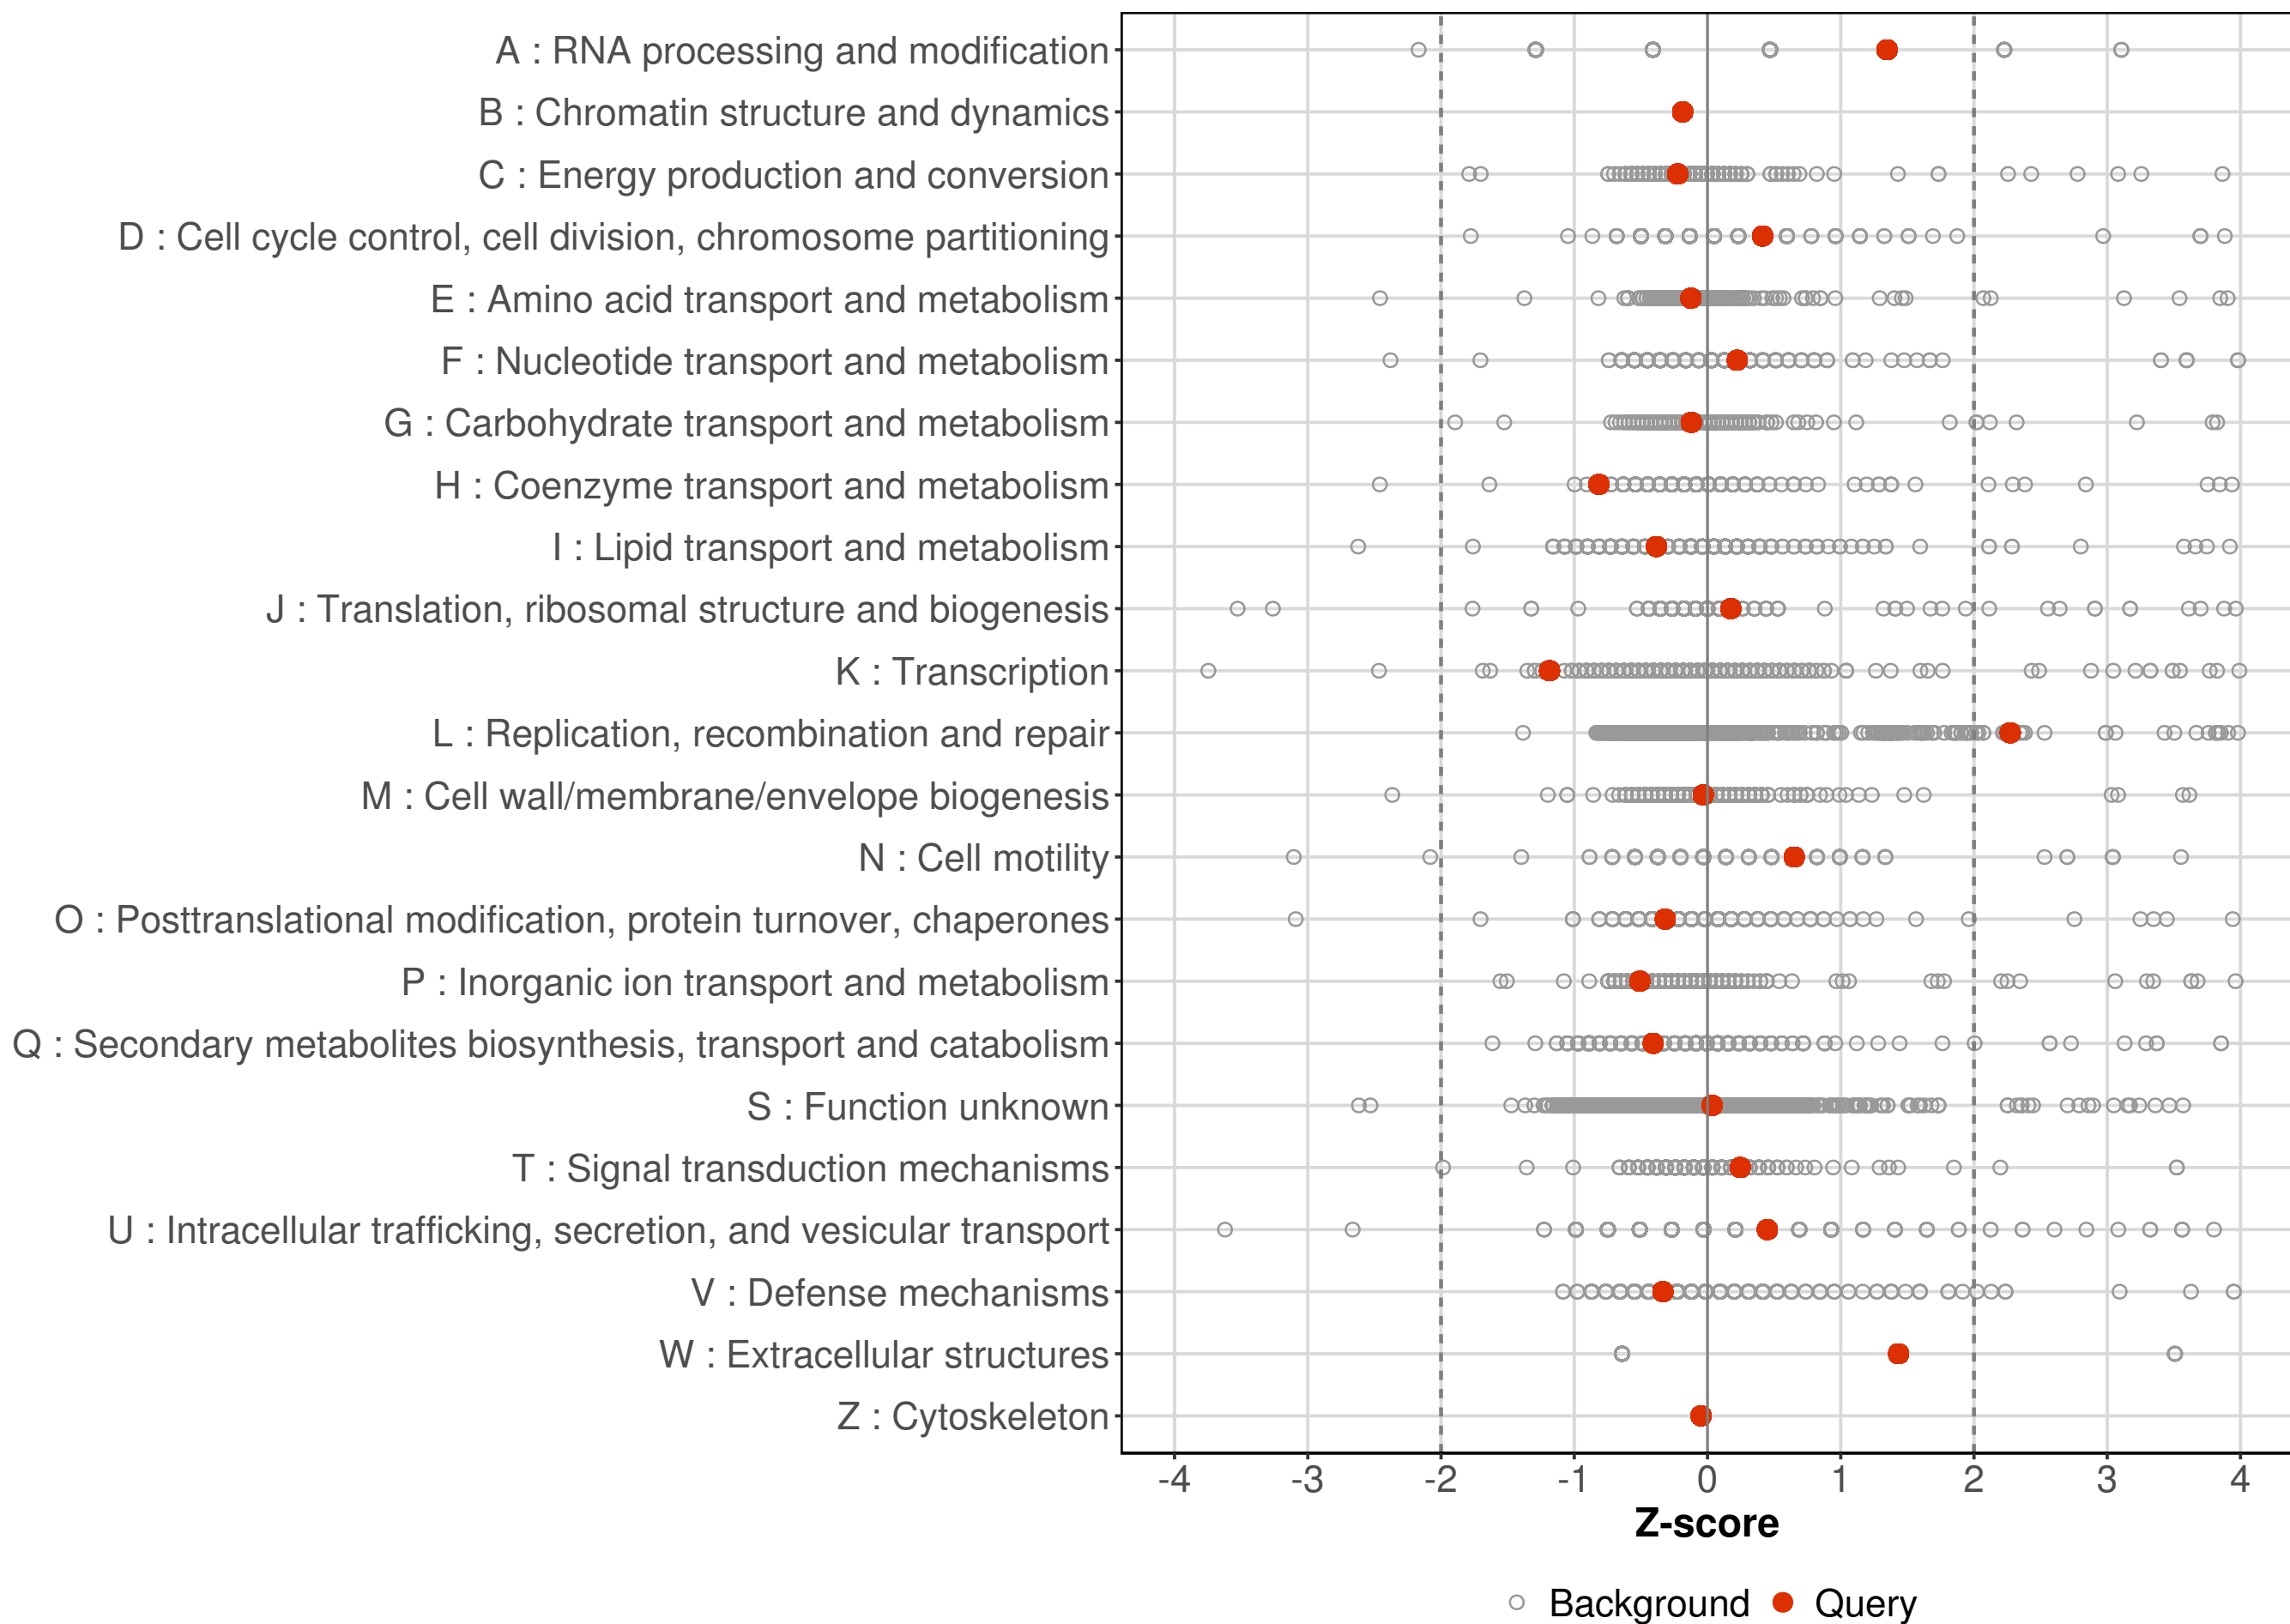 A : RNA processing and modification
B : Chromatin structure and dynamics
C : Energy production and conversion
D : Cell cycle control, cell division, chromosome partitioning
E : Amino acid transport and metabolism
F : Nucleotide transport and metabolism
G : Carbohydrate transport and metabolism
H : Coenzyme transport and metabolism
I : Lipid transport and metabolism
J : Translation, ribosomal structure and biogenesis
K : Transcription
L : Replication, recombination and repair
M : Cell wall/membrane/envelope biogenesis
N : Cell motility
O : Posttranslational modification, protein turnover, chaperones
P : Inorganic ion transport and metabolism
Q : Secondary metabolites biosynthesis, transport and catabolism
S : Function unknown
T : Signal transduction mechanisms
U : Intracellular trafficking, secretion, and vesicular transport
V : Defense mechanisms
W : Extracellular structures
Z : Cytoskeleton
-4 -3 -2 -1 0 1 2 3 4
Z-score
Background Query